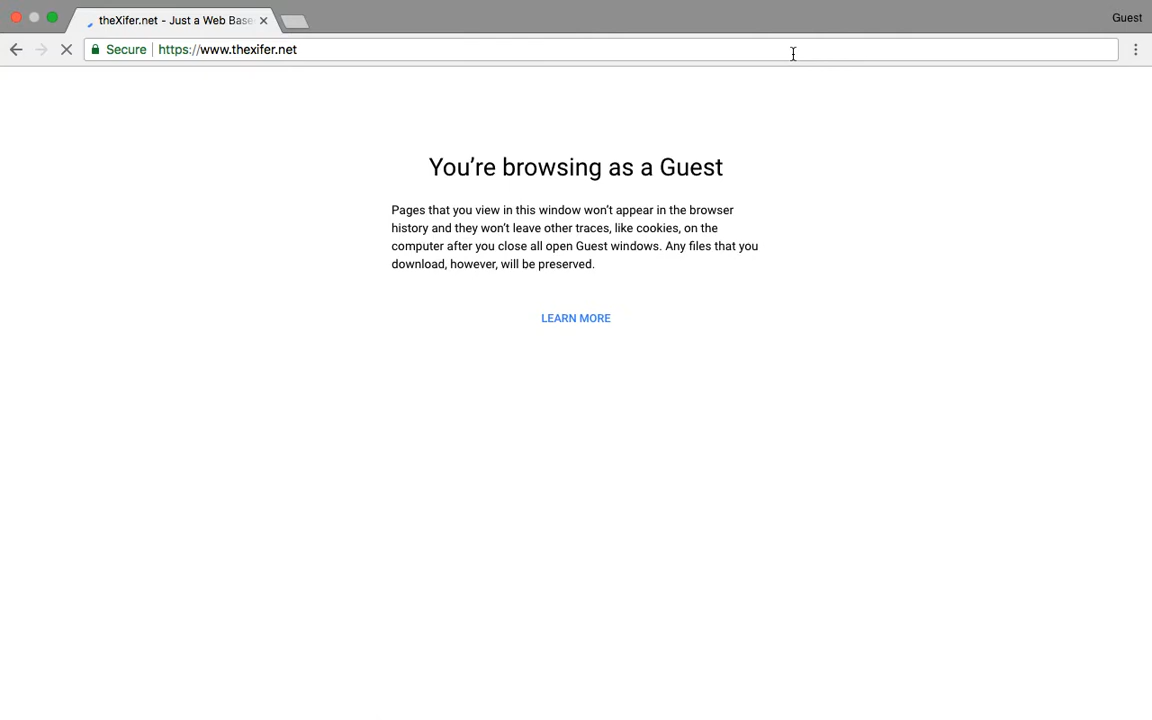 theXifer.net - Just a Web Base
Guest
Secure https://www.thexifer.net
You're browsing as a Guest
Pages that you view in this window won't appear in the browser
history and they won't leave other traces, like cookies, on the
computer after you close all open Guest windows. Any files that you
download, however, will be preserved.
LEARN MORE